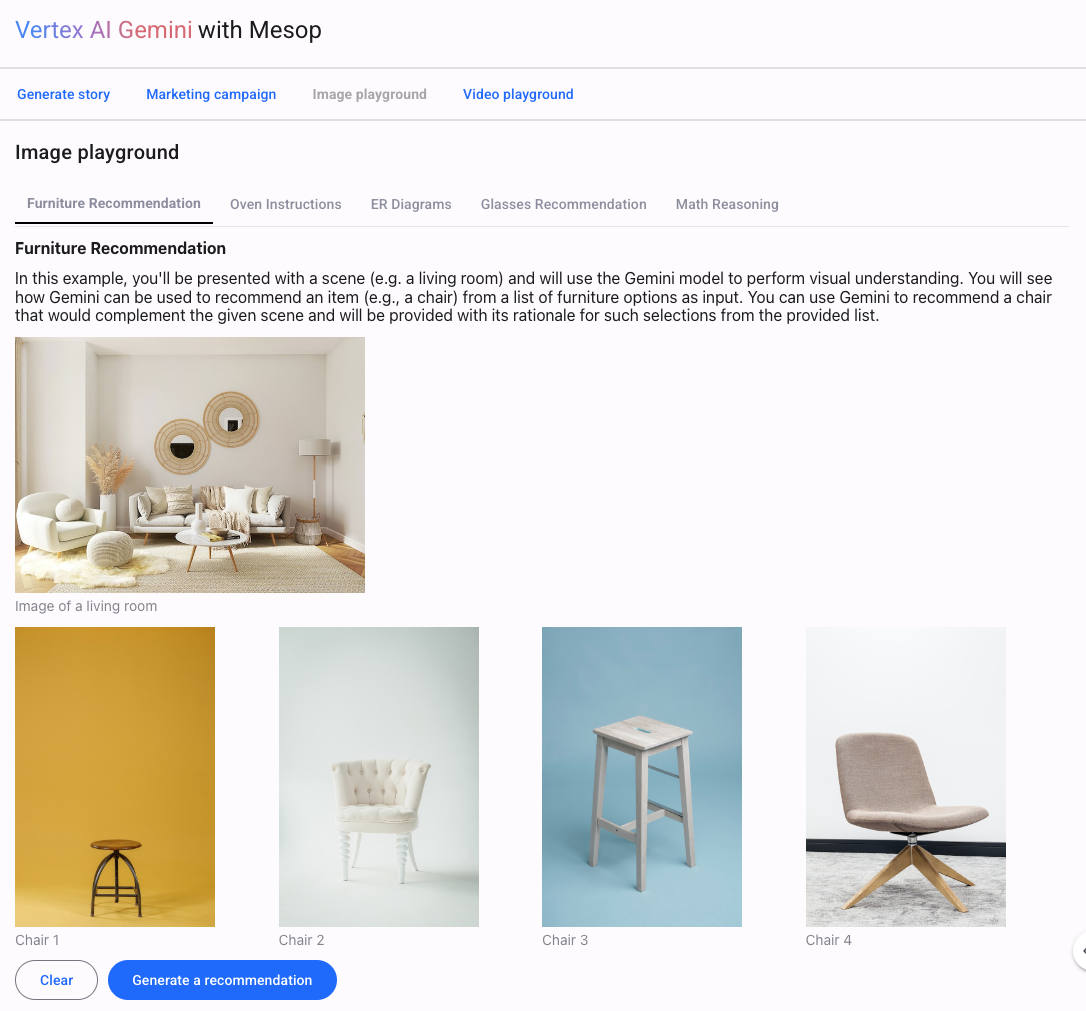 Vertex AI Gemini with Mesop
Generate story Marketing campaign Image playground Video playground
Image playground
Furniture Recommendation Oven Instructions ER Diagrams Glasses Recommendation Math Reasoning
Furniture Recommendation
In this example, you'll be presented with a scene (e.g. a living room) and will use the Gemini model to perform visual understanding. You will see
how Gemini can be used to recommend an item (e.g., a chair) from a list of furniture options as input. You can use Gemini to recommend a chair
that would complement the given scene and will be provided with its rationale for such selections from the provided list.
Image of a living room
Chair 1 Chair 2 Chair 3 Chair 4
Clear Generate a recommendation